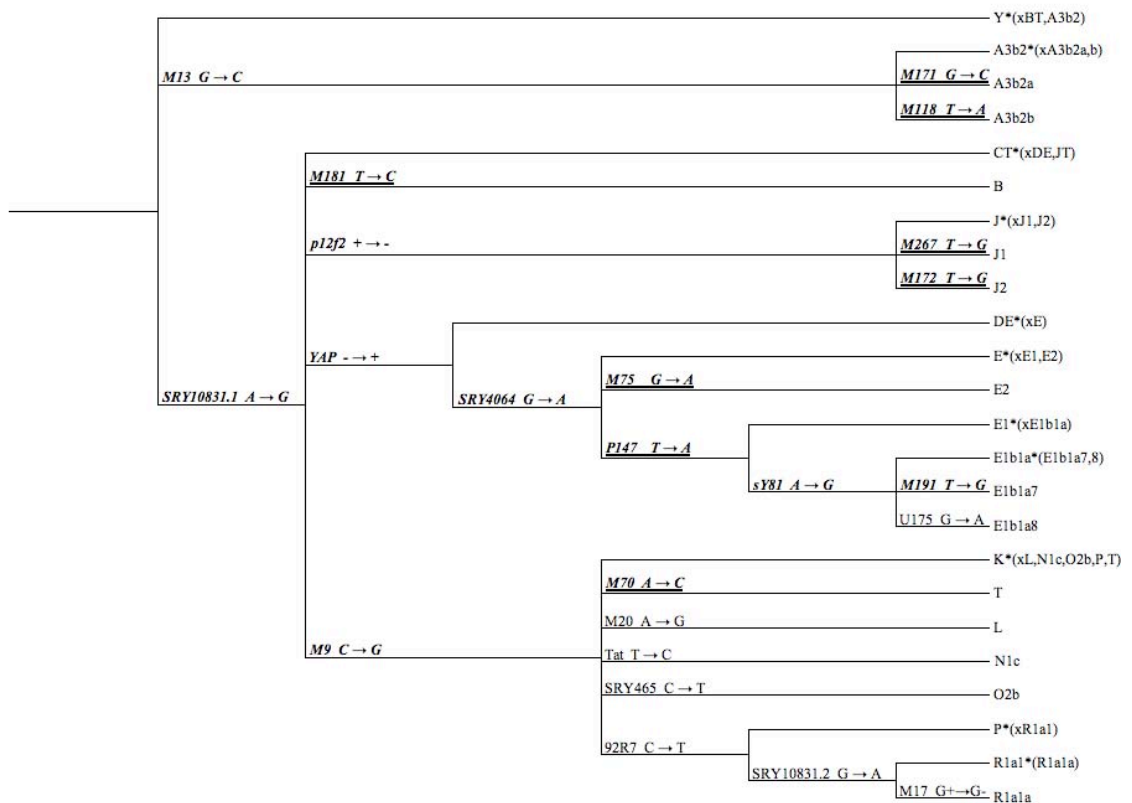 Y*(xBT,A3b2)
A3b2*(xA3b2a,b)
M13 G → C
M171 G → C A3b2a
M118 T → A A3b2b
CT*(xDE,JT)
M181 T → C B
J*(xJ1,J2)
p12f2 + → -
M267 T → G J1
M172 T → G J2
DE*(xE)
YAP - → +
E*(xE1,E2)
M75 G → A E2
SRY10831.1 A → G
SRY4064 G → A
E1*(xE1b1a)
P147 T → A
E1b1a*(E1b1a7,8)
sY81 A → G
M191 T → G E1b1a7
U175 G → A E1b1a8
K*(xL,N1c,O2b,P,T)
M70 A → C T
M20 A → G L
M9 C → G
Tat T → C N1c
SRY465 C → T O2b
P*(xR1a1)
92R7 C → T
R1a1*(R1a1a)
SRY10831.2 G → A
M17 G+→G- R1a1a